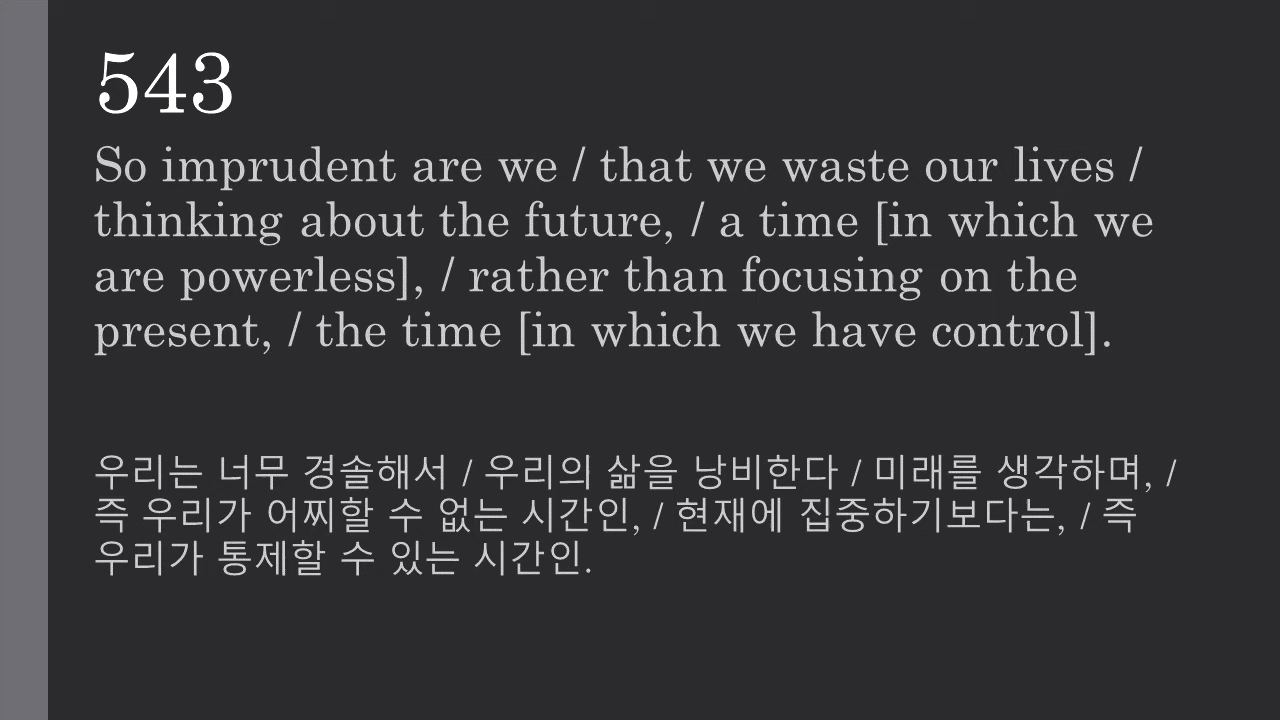 543
So imprudent are we / that we waste our lives /
thinking about the future, / a time [in which we
are powerless], / rather than focusing on the
present, / the time [in which we have control].
우리는 너무 경솔해서 / 우리의 삶을 낭비한다 / 미래를 생각하며, /
즉 우리가 어찌할 수 없는 시간인, / 현재에 집중하기보다는, / 즉
우리가 통제할 수 있는 시간인.